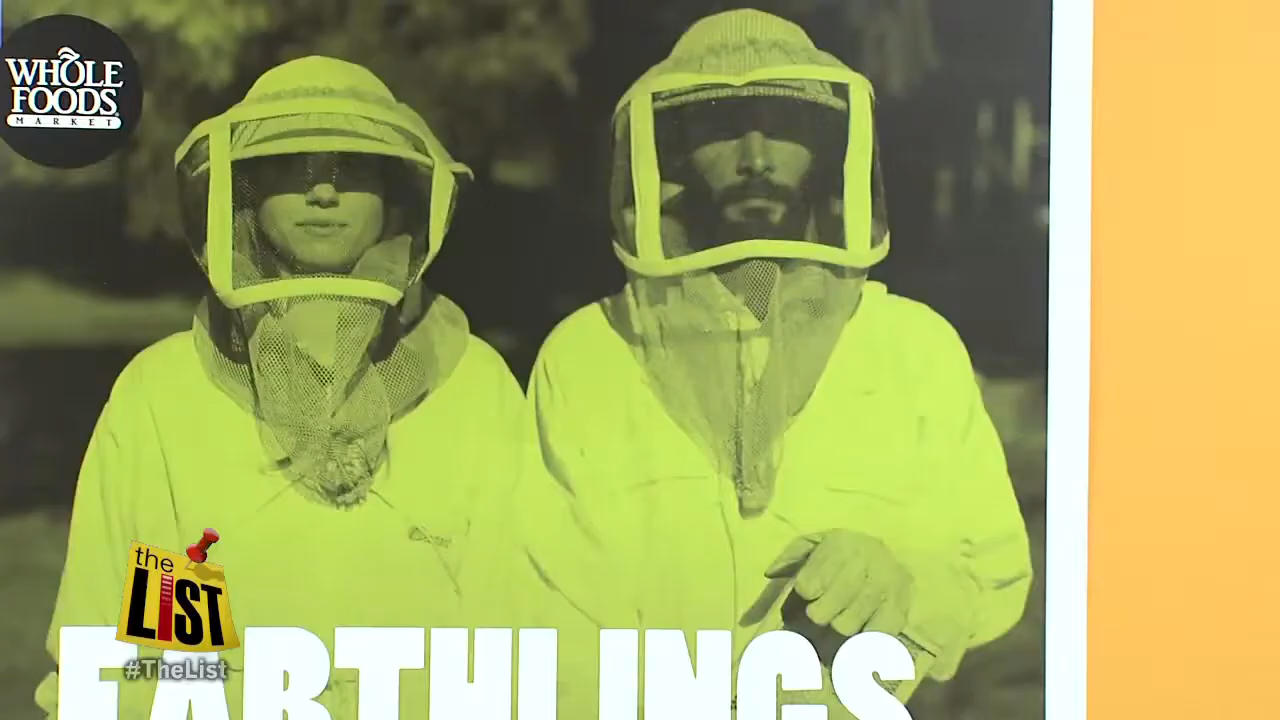 WHOLE
FOODS
MARKET
the
LIST
#TheList
EARTHLINGS